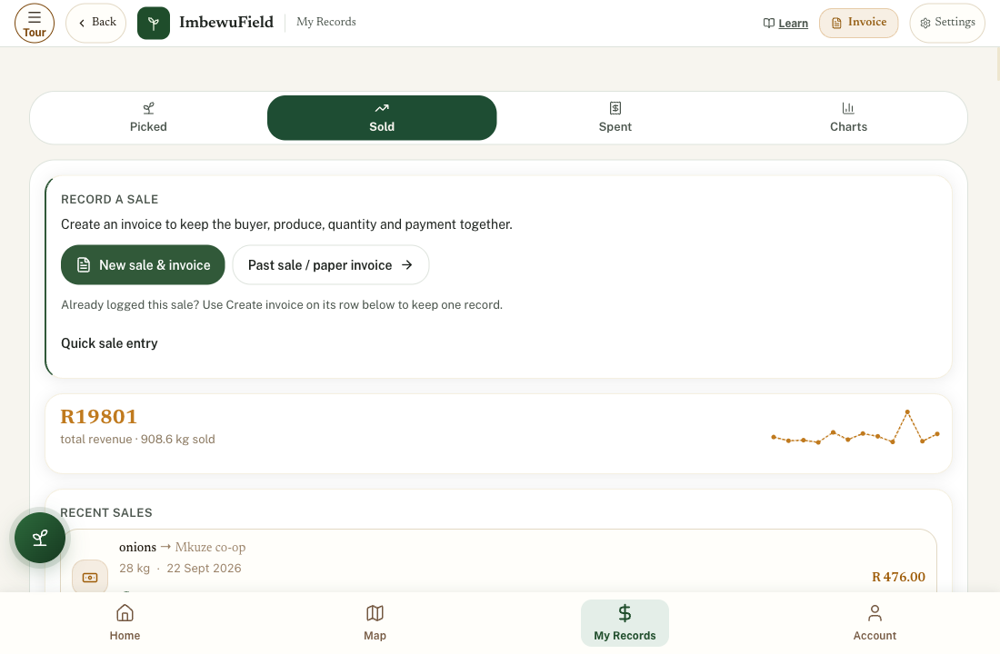 Tour
Back
ImbewuField
My Records
Learn
Invoice
Settings
Picked
Sold
Spent
Charts
RECORD A SALE
Create an invoice to keep the buyer, produce, quantity and payment together.
New sale & invoice
Past sale / paper invoice →
Already logged this sale? Use Create invoice on its row below to keep one record.
Quick sale entry
R19801
total revenue · 908.6 kg sold
RECENT SALES
onions → Mkuze co-op
28 kg · 22 Sept 2026
R 476.00
Home
Map
My Records
Account